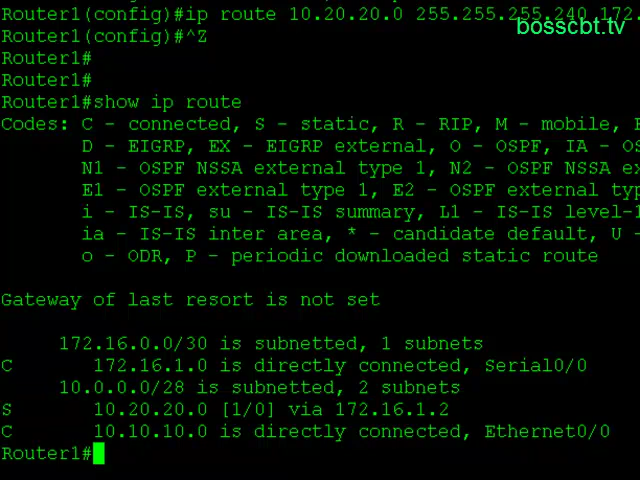 Router1(config)#ip route 10.20.20.0 255.255.255.240 172.
bosscbt.tv
Router1(config)#^Z
Router1#
Router1#
Router1#show ip route
Codes: C - connected, S - static, R - RIP, M - mobile,
D - EIGRP, EX - EIGRP external, O - OSPF, IA - OS
N1 - OSPF NSSA external type 1, N2 - OSPF NSSA ex
E1 - OSPF external type 1, E2 - OSPF external typ
i - IS-IS, su - IS-IS summary, L1 - IS-IS level-1
ia - IS-IS inter area, * - candidate default, U -
o - ODR, P - periodic downloaded static route
Gateway of last resort is not set
172.16.0.0/30 is subnetted, 1 subnets
C 172.16.1.0 is directly connected, Serial0/0
10.0.0.0/28 is subnetted, 2 subnets
S 10.20.20.0 [1/0] via 172.16.1.2
C 10.10.10.0 is directly connected, Ethernet0/0
Router1#